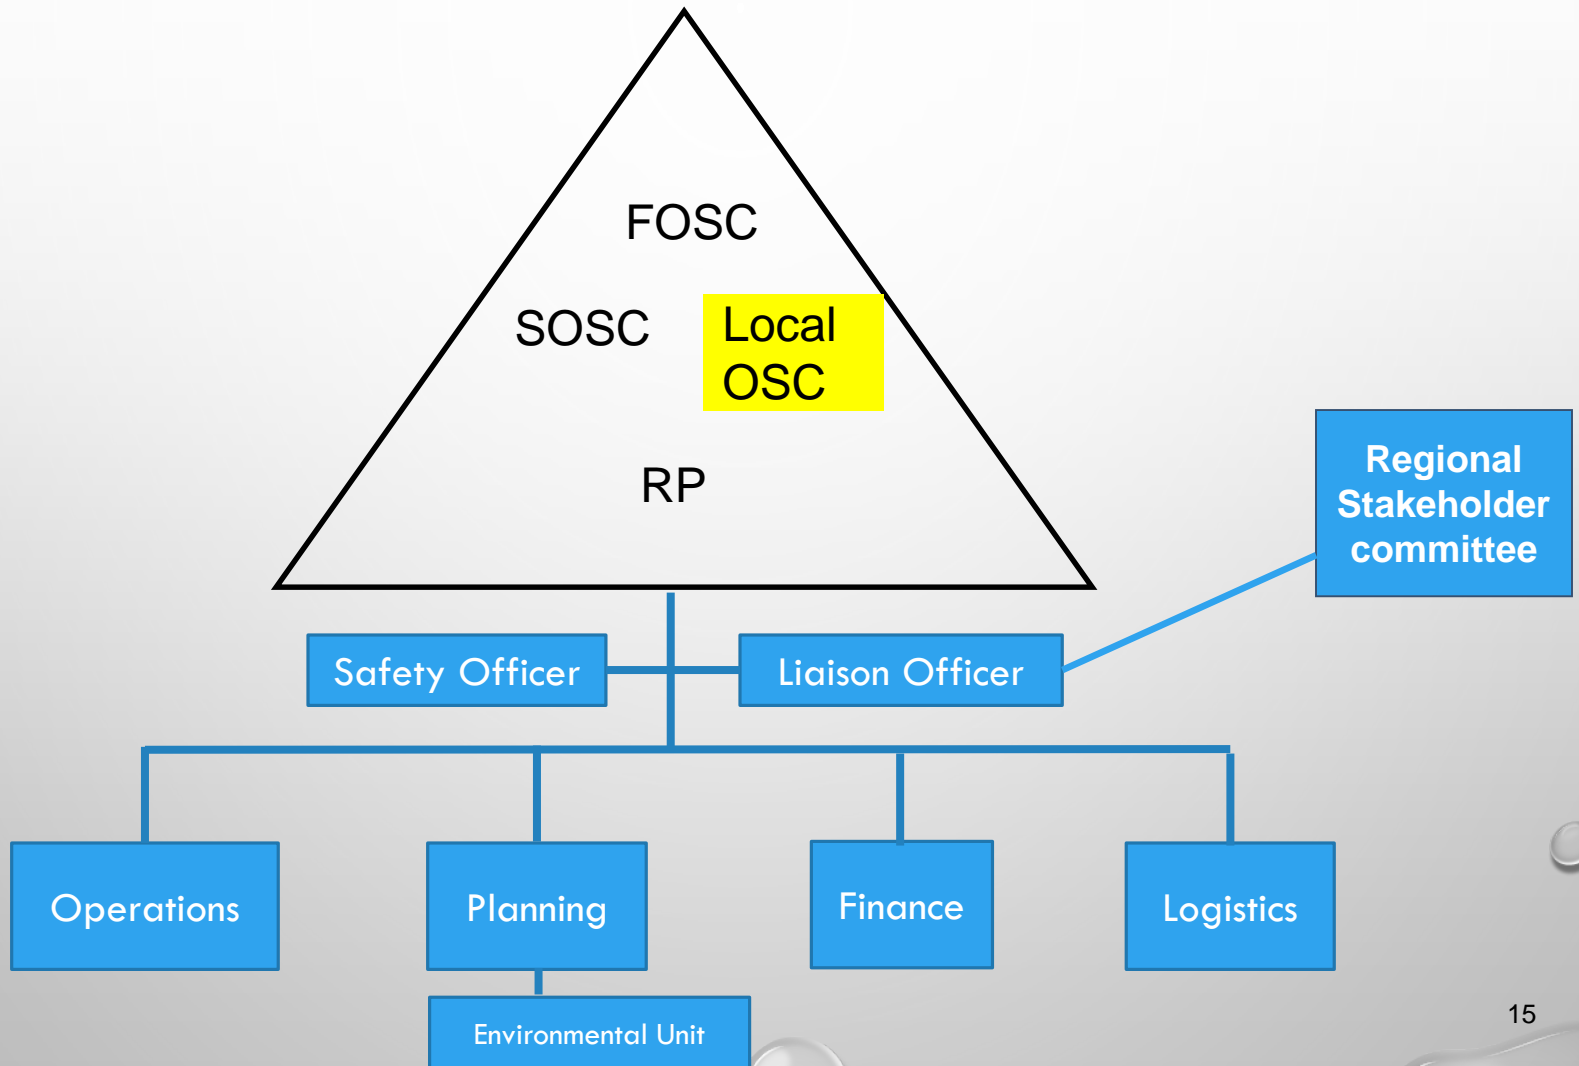 FOSC
SOSC
Local
OSC
RP
Regional
Stakeholder
committee
Safety Officer
Liaison Officer
Operations
Planning
Finance
Logistics
Environmental Unit
15